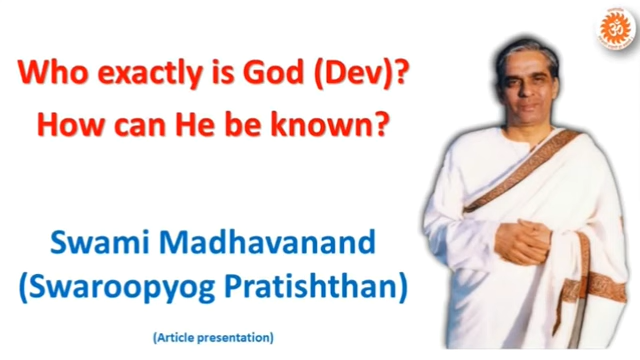 Who exactly is God (Dev)?
How can He be known?
Swami Madhavanand
(Swaroopyog Pratishthan)
(Article presentation)
ॐ